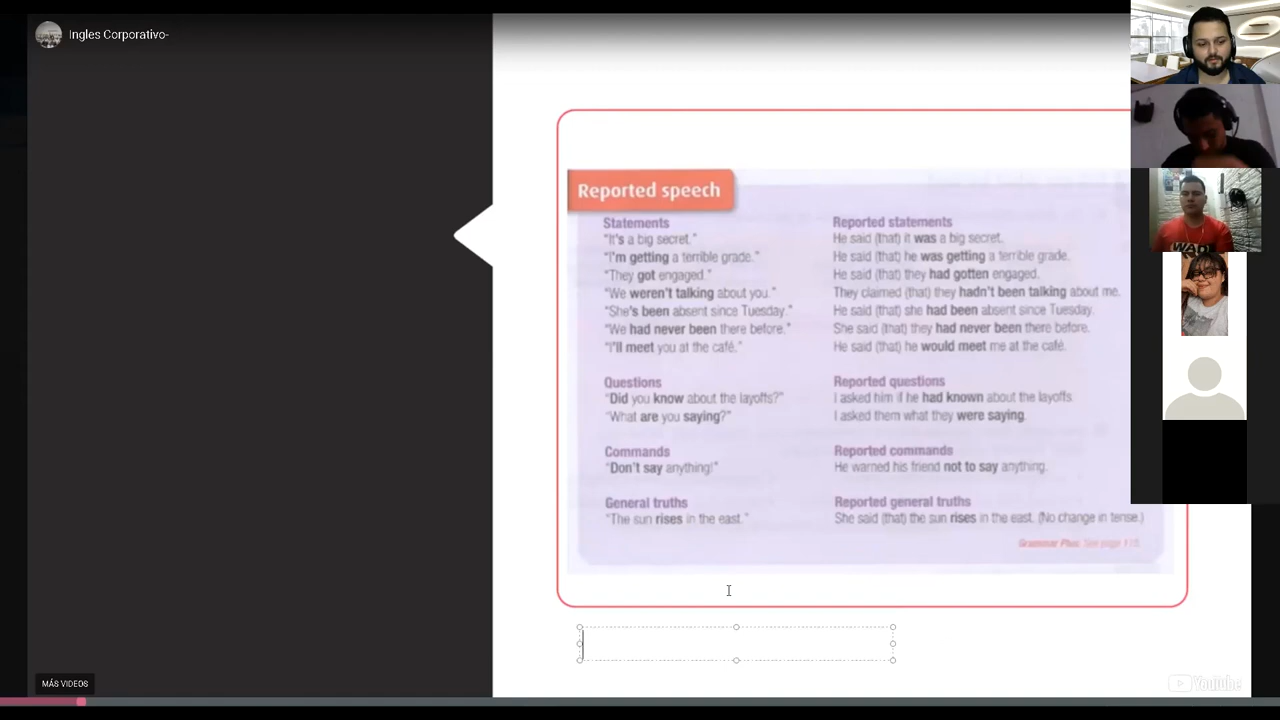 Ingles Corporativo-
Reported speech
Statements
"It's a big secret."
"I'm getting a terrible grade."
"They got engaged."
"We weren't talking about you."
"She's been absent since Tuesday."
"We had never been there before."
"I'll meet you at the café."
Reported statements
He said (that) it was a big secret.
He said (that) he was getting a terrible grade.
He said (that) they had gotten engaged.
They claimed (that) they hadn't been talking about me.
He said (that) she had been absent since Tuesday.
She said (that) they had never been there before.
He said (that) he would meet me at the café.
Questions
"Did you know about the layoffs?"
"What are you saying?"
Reported questions
I asked him if he had known about the layoffs.
I asked them what they were saying.
Commands
"Don't say anything!"
Reported commands
He warned his friend not to say anything.
General truths
"The sun rises in the east."
Reported general truths
She said (that) the sun rises in the east. (No change in tense.)
Grammar Plus: See page 115.
MÁS VIDEOS
YouTube